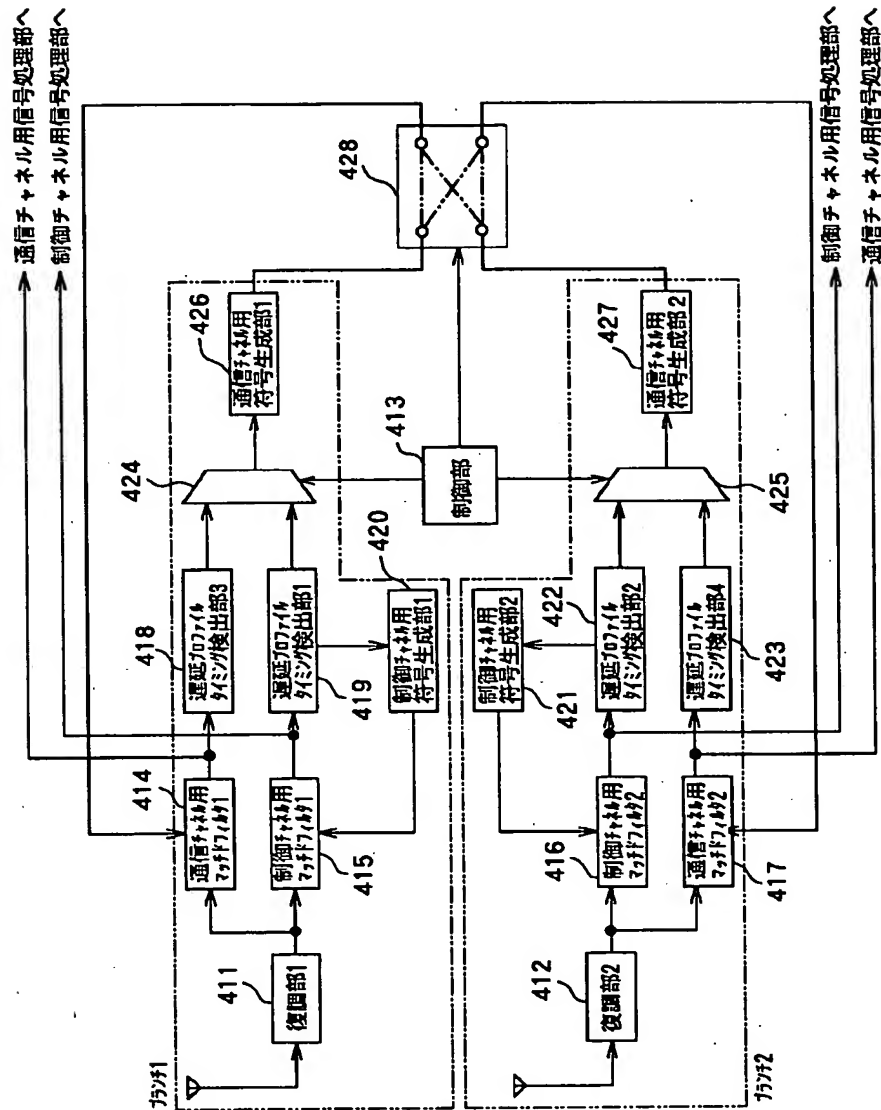 通信チャネル用信号処理部へ
制御チャネル用信号処理部へ
428
426
通信チャネル用
符号生成部1
424
413
制御部
418
遅延プロファイル
タイミング検出部3
遅延プロファイル
タイミング検出部1
419
420
制御チャネル用
符号生成部1
414
通信チャネル用
マッチドフィルタ1
制御チャネル用
マッチドフィルタ1
415
411
復調部1
ブランチ1
427
通信チャネル用
符号生成部2
425
制御チャネル用
符号生成部2
421
422
遅延プロファイル
タイミング検出部2
遅延プロファイル
タイミング検出部4
423
制御チャネル用
マッチドフィルタ2
416
通信チャネル用
マッチドフィルタ2
417
412
復調部2
ブランチ2
制御チャネル用信号処理部へ
通信チャネル用信号処理部へ